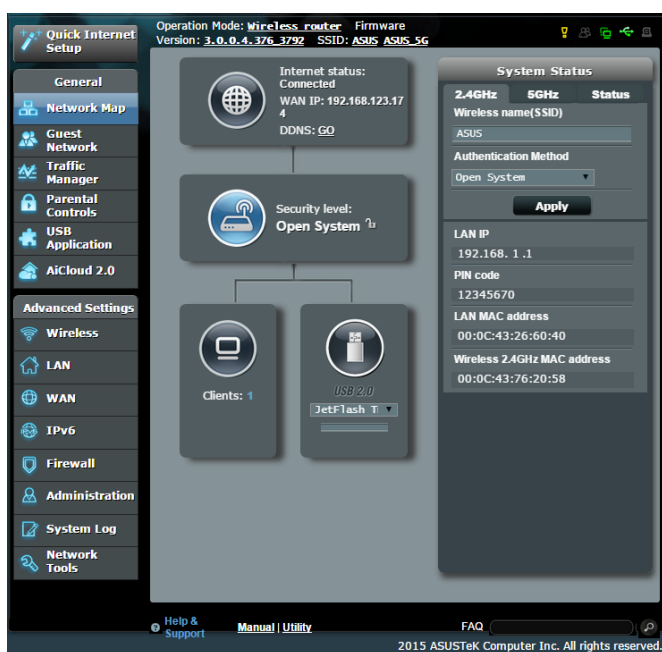 Quick Internet
Setup
Operation Mode: Wireless router Firmware
Version: 3.0.0.4.376_3792 SSID: ASUS ASUS_5G
General
Network Map
Guest
Network
Traffic
Manager
Parental
Controls
USB
Application
AiCloud 2.0
Advanced Settings
Wireless
LAN
WAN
IPv6
Firewall
Administration
System Log
Network
Tools
Internet status:
Connected
WAN IP: 192.168.123.17
4
DDNS: GO
Security level:
Open System
Clients: 1
USB 2.0
JetFlash T
System Status
2.4GHz 5GHz Status
Wireless name(SSID)
ASUS
Authentication Method
Open System
Apply
LAN IP
192.168. 1 .1
PIN code
12345670
LAN MAC address
00:0C:43:26:60:40
Wireless 2.4GHz MAC address
00:0C:43:76:20:58
Help &
Support
Manual | Utility
FAQ
2015 ASUSTeK Computer Inc. All rights reserved.